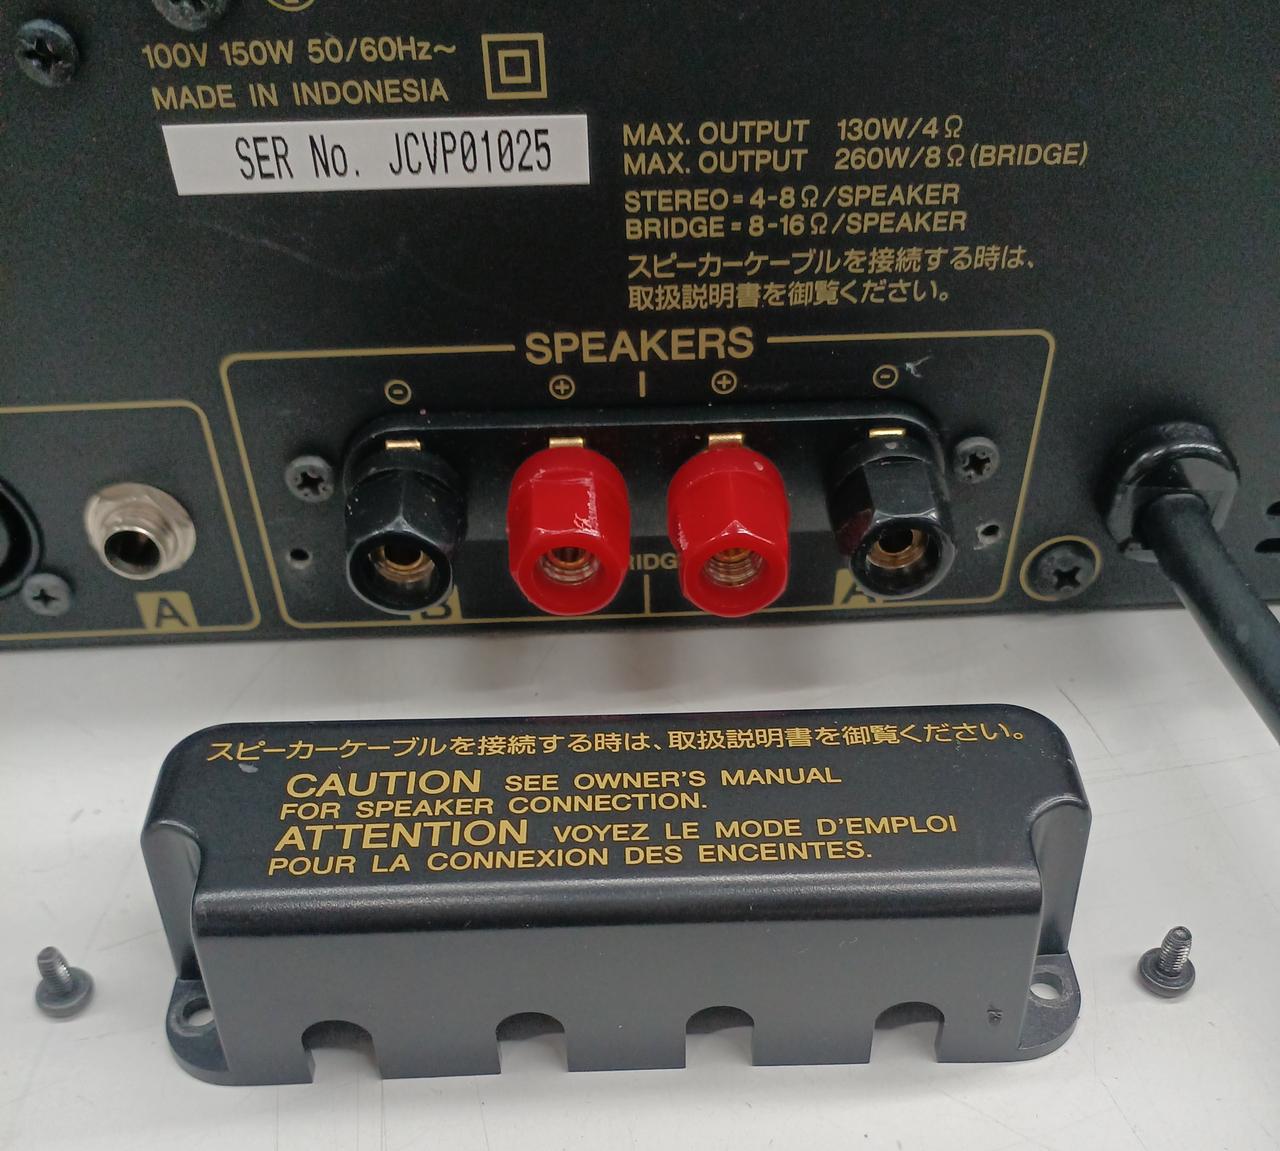 100V 150W 50/60Hz~
MADE IN INDONESIA
SER No. JCVP01025
MAX. OUTPUT 130W/4Ω
MAX. OUTPUT 260W/8Ω(BRIDGE)
STEREO=4-8Ω/SPEAKER
BRIDGE=8-16Ω/SPEAKER
スピーカーケーブルを接続する時は、
取扱説明書を御覧ください。
SPEAKERS
- + + -
A
B
A
スピーカーケーブルを接続する時は、取扱説明書を御覧ください。
CAUTION SEE OWNER'S MANUAL
FOR SPEAKER CONNECTION.
ATTENTION VOYEZ LE MODE D'EMPLOI
POUR LA CONNEXION DES ENCEINTES.